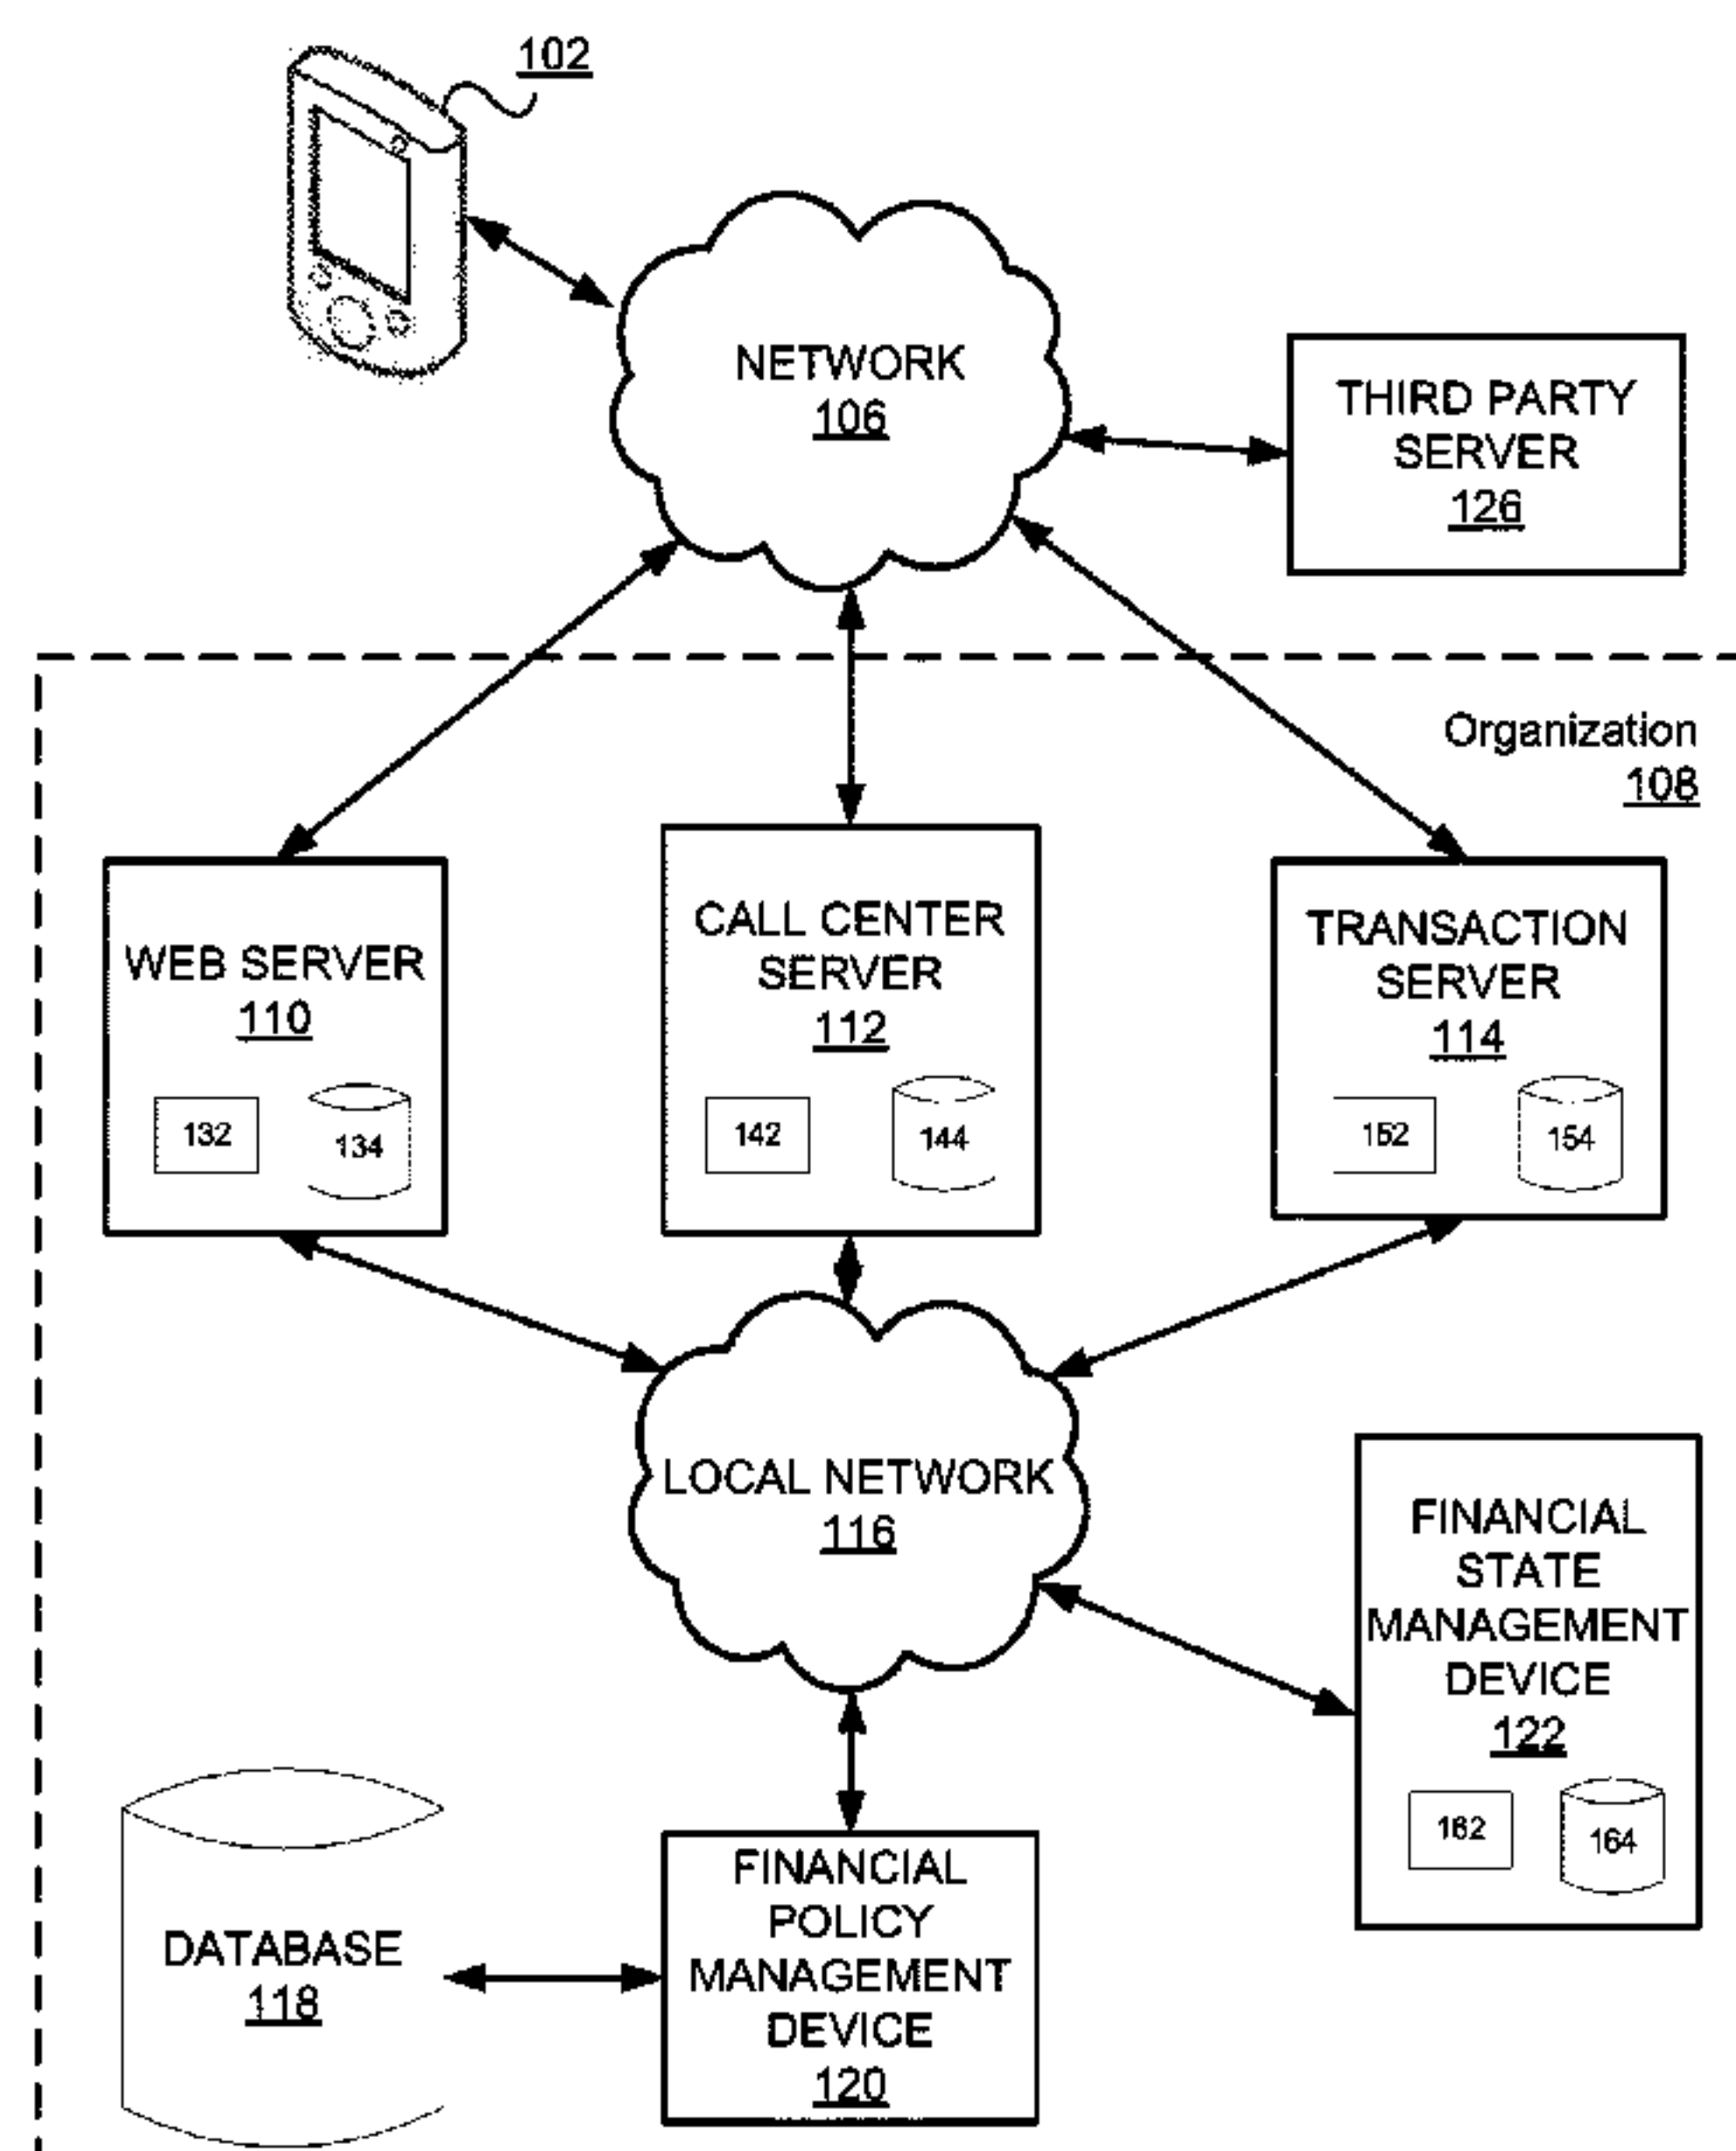 102
NETWORK
106
THIRD PARTY
SERVER
126
Organization
108
WEB SERVER
110
132
134
CALL CENTER
SERVER
112
142
144
TRANSACTION
SERVER
114
152
154
LOCAL NETWORK
116
FINANCIAL
STATE
MANAGEMENT
DEVICE
122
162
164
DATABASE
118
FINANCIAL
POLICY
MANAGEMENT
DEVICE
120